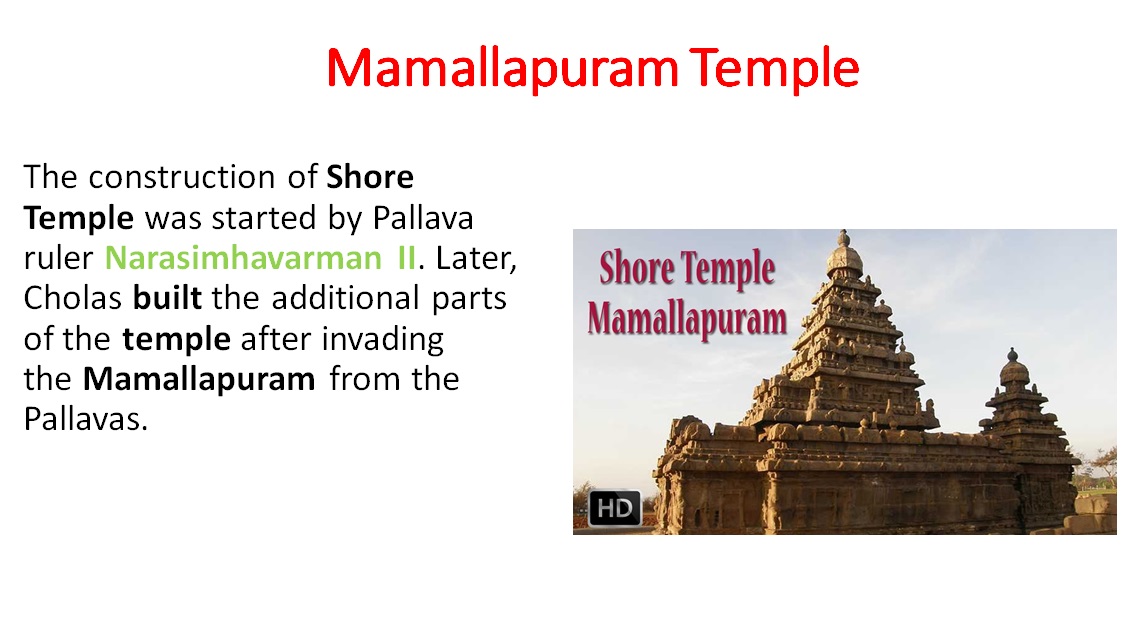 Mamallapuram Temple
The construction of Shore
Temple was started by Pallava
ruler Narasimhavarman II. Later,
Cholas built the additional parts
of the temple after invading
the Mamallapuram from the
Pallavas.
Shore Temple
Mamallapuram
HD